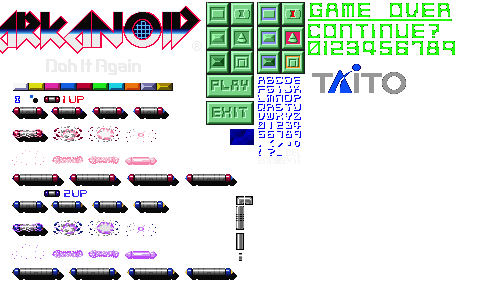 ARKANOID
Doh It Again
1UP
2UP
PLAY
EXIT
ABCDE
FGHIJK
LMNOP
QRSTU
VWXYZ
01234
56789
GAME OVER
CONTINUE?
0123456789
TAITO